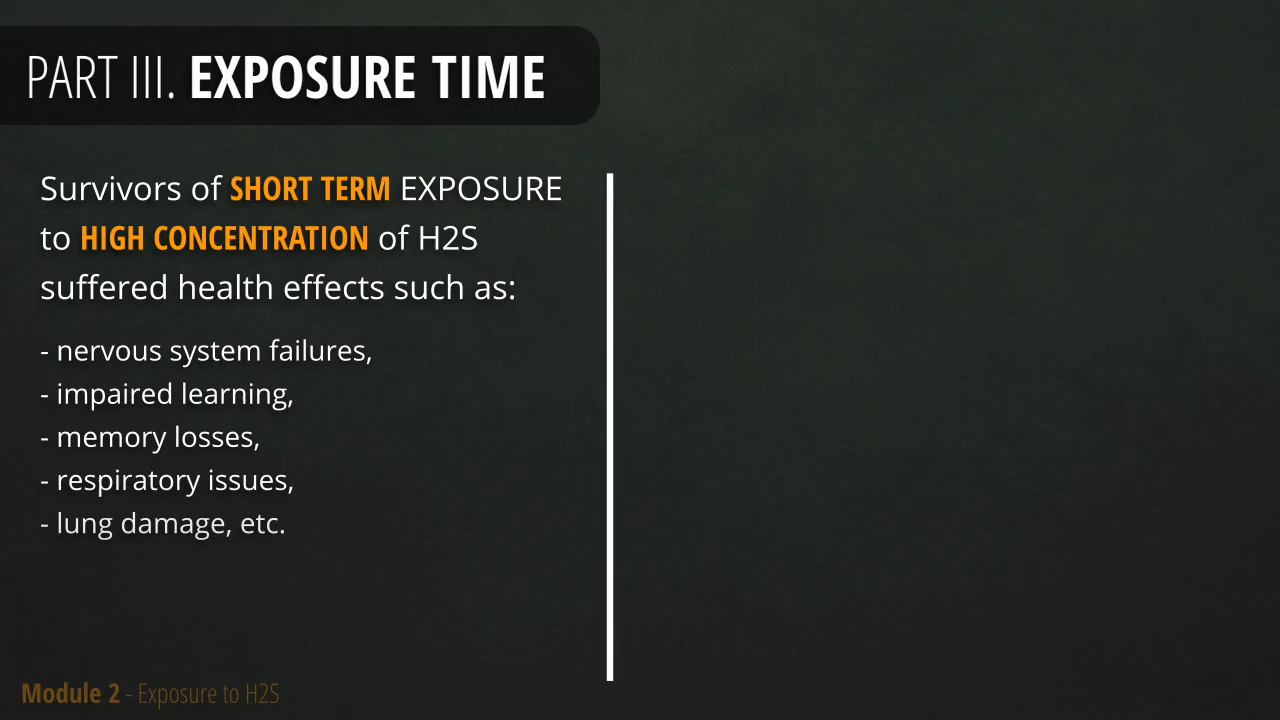 PART III. EXPOSURE TIME
Survivors of SHORT TERM EXPOSURE
to HIGH CONCENTRATION of H2S
suffered health effects such as:
- nervous system failures,
- impaired learning,
- memory losses,
- respiratory issues,
- lung damage, etc.
Module 2 - Exposure to H2S